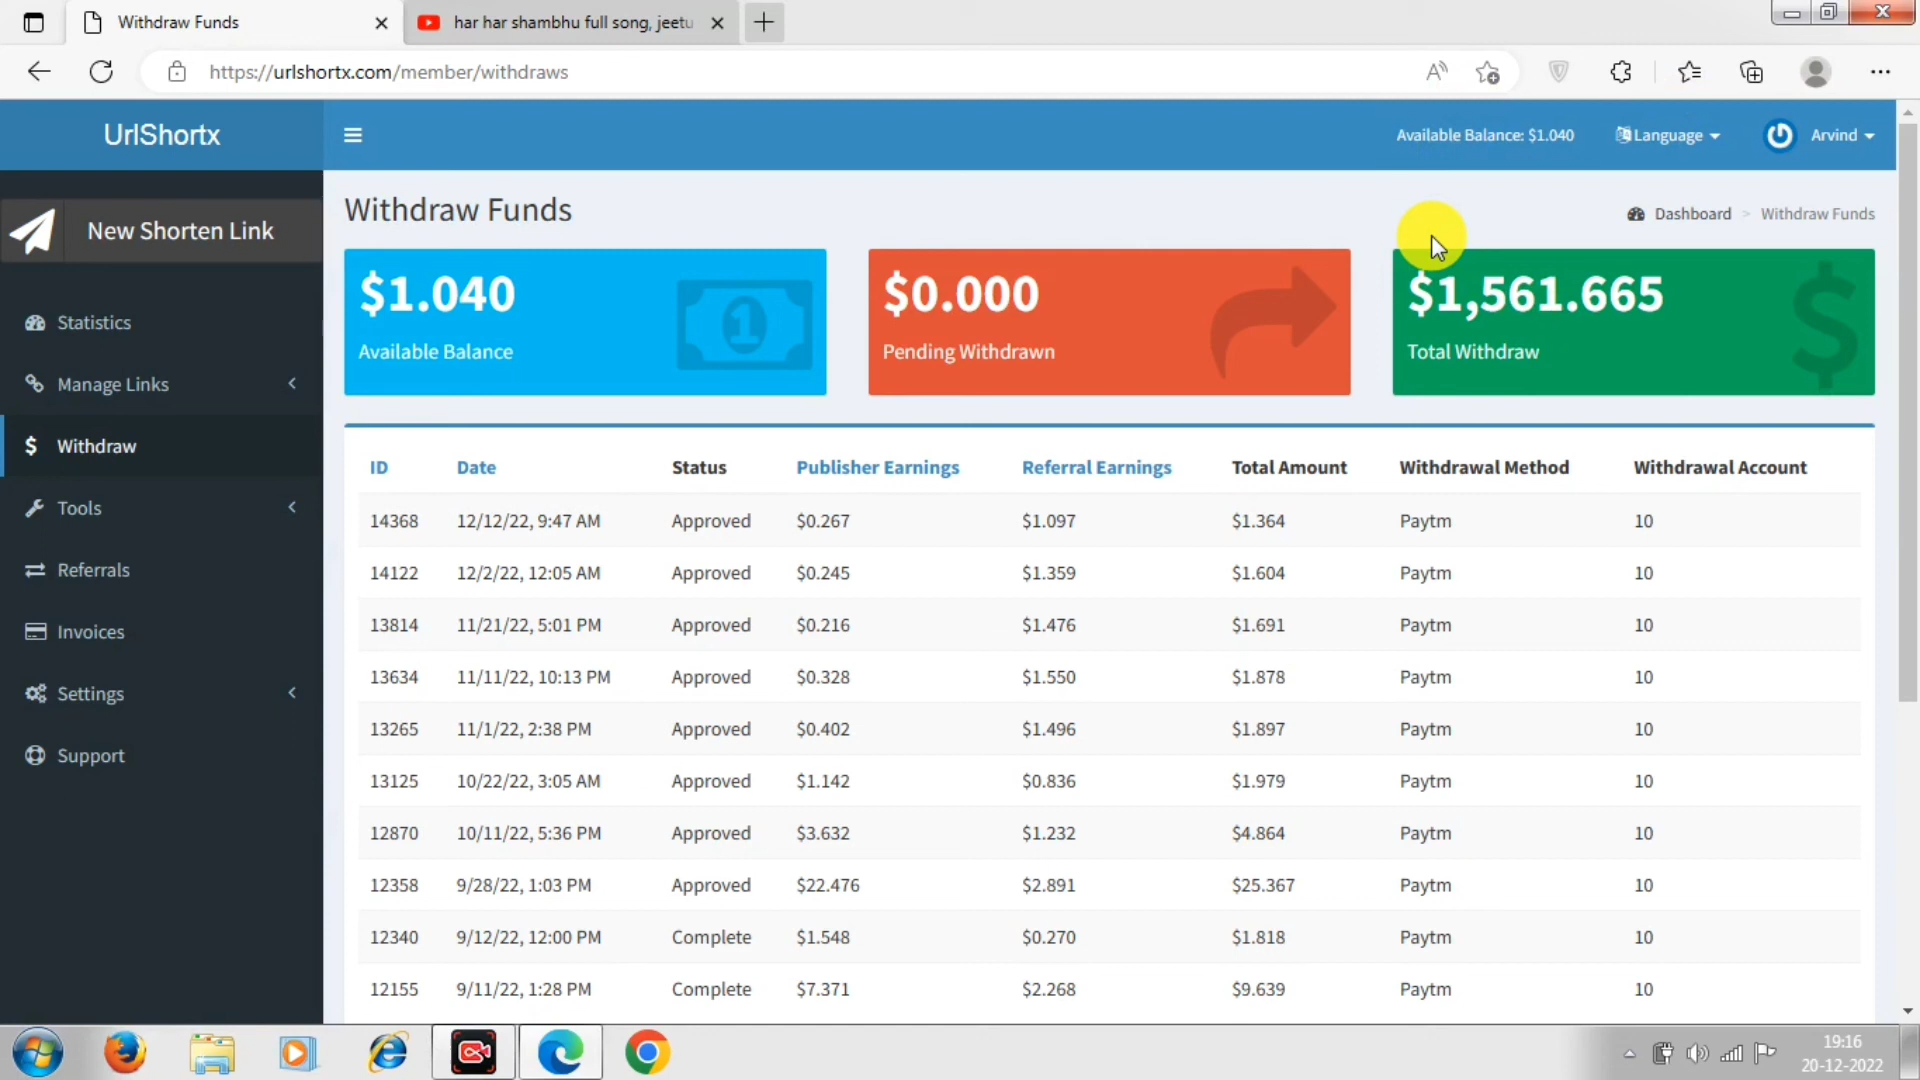 Withdraw Funds
har har shambhu full song, jeetu
https://urlshortx.com/member/withdraws
UrlShortx
Available Balance: $1.040
Language
Arvind
New Shorten Link
Statistics
Manage Links
Withdraw
Tools
Referrals
Invoices
Settings
Support
Withdraw Funds
Dashboard > Withdraw Funds
$1.040
Available Balance
$0.000
Pending Withdrawn
$1,561.665
Total Withdraw
ID Date Status Publisher Earnings Referral Earnings Total Amount Withdrawal Method Withdrawal Account
14368 12/12/22, 9:47 AM Approved $0.267 $1.097 $1.364 Paytm 10
14122 12/2/22, 12:05 AM Approved $0.245 $1.359 $1.604 Paytm 10
13814 11/21/22, 5:01 PM Approved $0.216 $1.476 $1.691 Paytm 10
13634 11/11/22, 10:13 PM Approved $0.328 $1.550 $1.878 Paytm 10
13265 11/1/22, 2:38 PM Approved $0.402 $1.496 $1.897 Paytm 10
13125 10/22/22, 3:05 AM Approved $1.142 $0.836 $1.979 Paytm 10
12870 10/11/22, 5:36 PM Approved $3.632 $1.232 $4.864 Paytm 10
12358 9/28/22, 1:03 PM Approved $22.476 $2.891 $25.367 Paytm 10
12340 9/12/22, 12:00 PM Complete $1.548 $0.270 $1.818 Paytm 10
12155 9/11/22, 1:28 PM Complete $7.371 $2.268 $9.639 Paytm 10
19:16
20-12-2022